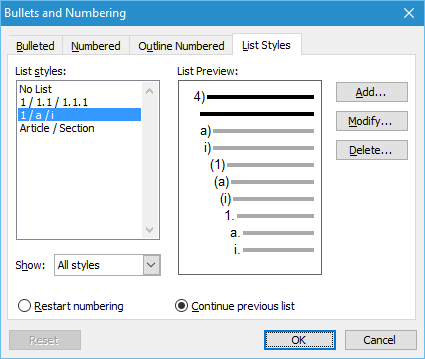 Bullets and Numbering
Bulleted Numbered Outline Numbered List Styles
List styles:
No List
1 / 1.1 / 1.1.1
1 / a / i
Article / Section
Show: All styles
List Preview:
4)
a)
i)
(1)
(a)
(i)
1.
a.
i.
Add...
Modify...
Delete...
Restart numbering Continue previous list
Reset OK Cancel